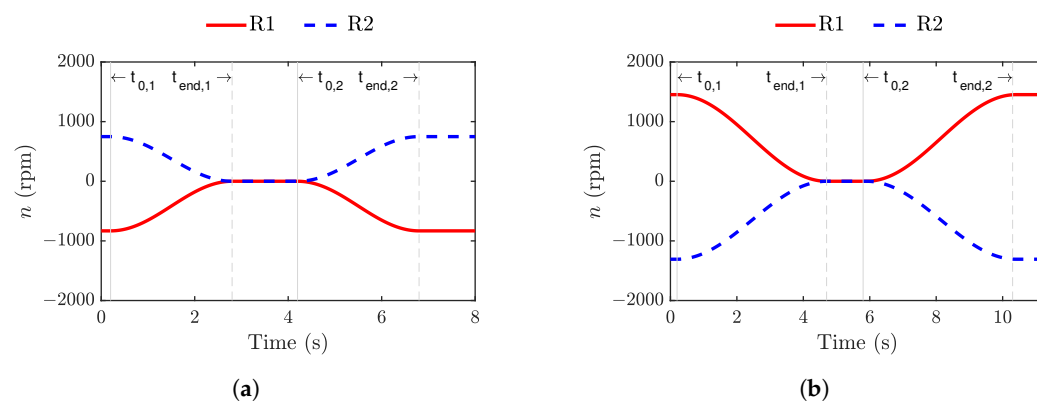 R1 R2
2000
1000
0
−1000
−2000
n (rpm)
← t0,1 tend,1 → ← t0,2 tend,2 →
0 2 4 6 8
Time (s)
(a)
R1 R2
2000
1000
0
−1000
−2000
n (rpm)
← t0,1 tend,1 → ← t0,2 tend,2 →
0 2 4 6 8 10
Time (s)
(b)